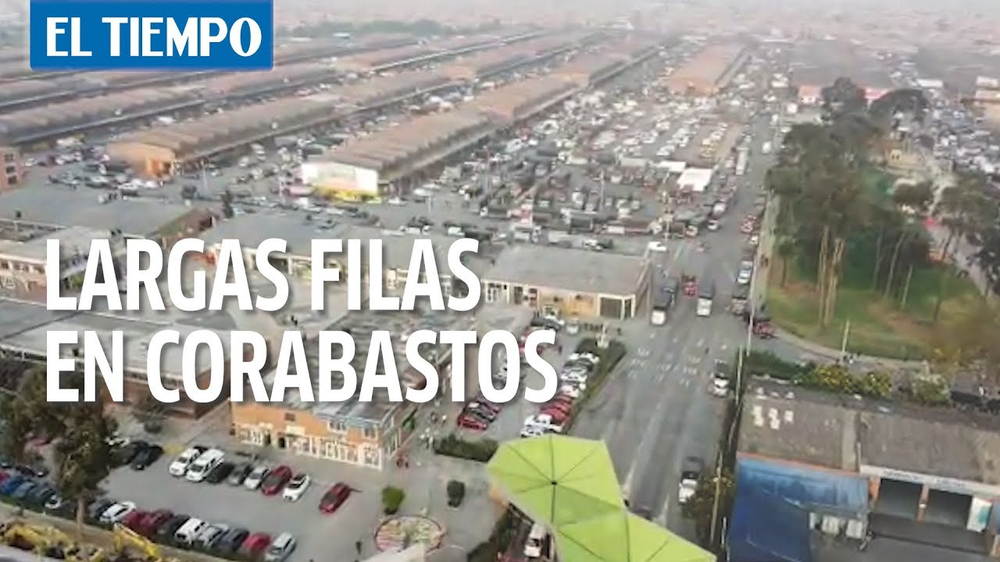 EL TIEMPO
LARGAS FILAS
EN CORABASTOS